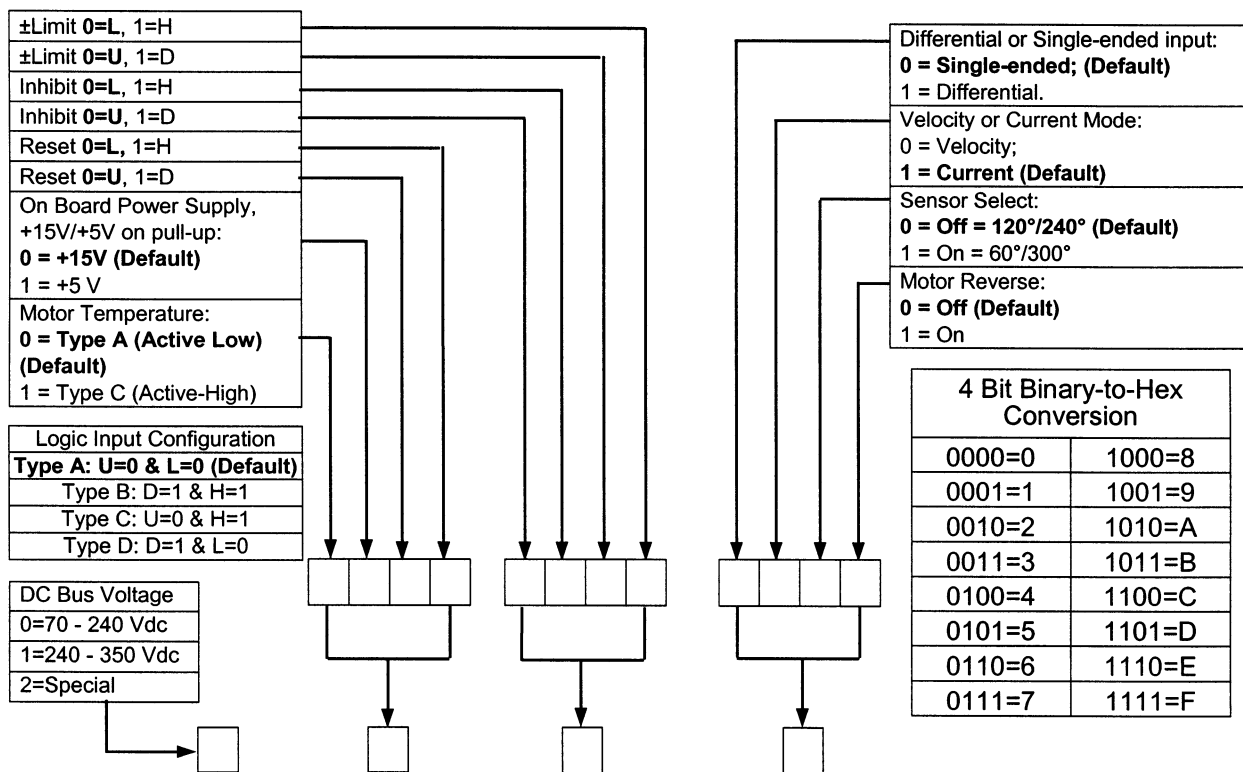 ±Limit 0=L, 1=H
±Limit 0=U, 1=D
Inhibit 0=L, 1=H
Inhibit 0=U, 1=D
Reset 0=L, 1=H
Reset 0=U, 1=D
On Board Power Supply,
+15V/+5V on pull-up:
0 = +15V (Default)
1 = +5 V
Motor Temperature:
0 = Type A (Active Low)
(Default)
1 = Type C (Active-High)
Logic Input Configuration
Type A: U=0 & L=0 (Default)
Type B: D=1 & H=1
Type C: U=0 & H=1
Type D: D=1 & L=0
DC Bus Voltage
0=70 - 240 Vdc
1=240 - 350 Vdc
2=Special
Differential or Single-ended input:
0 = Single-ended; (Default)
1 = Differential.
Velocity or Current Mode:
0 = Velocity;
1 = Current (Default)
Sensor Select:
0 = Off = 120°/240° (Default)
1 = On = 60°/300°
Motor Reverse:
0 = Off (Default)
1 = On
4 Bit Binary-to-Hex
Conversion
0000=0 1000=8
0001=1 1001=9
0010=2 1010=A
0011=3 1011=B
0100=4 1100=C
0101=5 1101=D
0110=6 1110=E
0111=7 1111=F